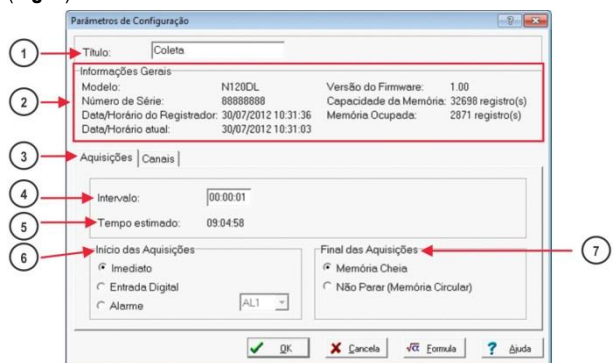 Parâmetros de Configuração
1
Título: Coleta
Informações Gerais
2
Modelo: N120DL Versão do Firmware: 1.00
Número de Série: 88888888 Capacidade da Memória: 32698 registro(s)
Data/Horário do Registrador: 30/07/2012 10:31:36 Memória Ocupada: 2871 registro(s)
Data/Horário atual: 30/07/2012 10:31:03
3
Aquisições Canais
4
Intervalo: 00:00:01
5
Tempo estimado: 09:04:58
6
Início das Aquisições Final das Aquisições
7
Imediato Memória Cheia
Entrada Digital Não Parar (Memória Circular)
Alarme AL1
OK Cancela √α Formula ? Ajuda